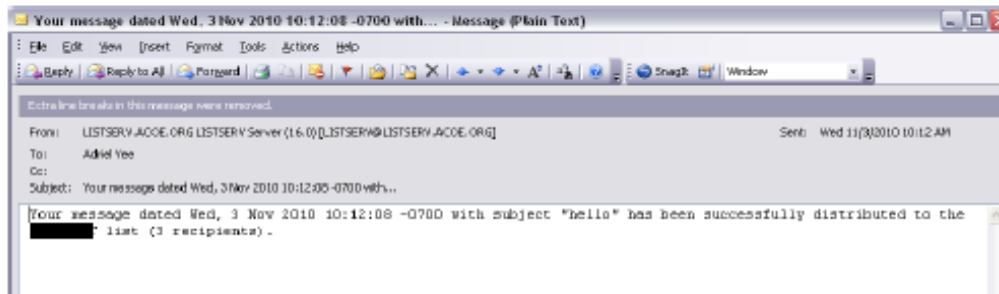 Your message dated Wed, 3 Nov 2010 10:12:08 -0700 with... - Message (Plain Text)
File Edit View Insert Format Tools Actions Help
Reply Reply to All Forward SnagIt Window
Extra line breaks in this message were removed.
From: LISTSERV.ACOE.ORG LISTSERV Server (16.0) [LISTSERV@LISTSERV.ACOE.ORG] Sent: Wed 11/3/2010 10:12 AM
To: Adriel Yee
Cc:
Subject: Your message dated Wed, 3 Nov 2010 10:12:08 -0700 with...
Your message dated Wed, 3 Nov 2010 10:12:08 -0700 with subject "hello" has been successfully distributed to the
list (3 recipients).